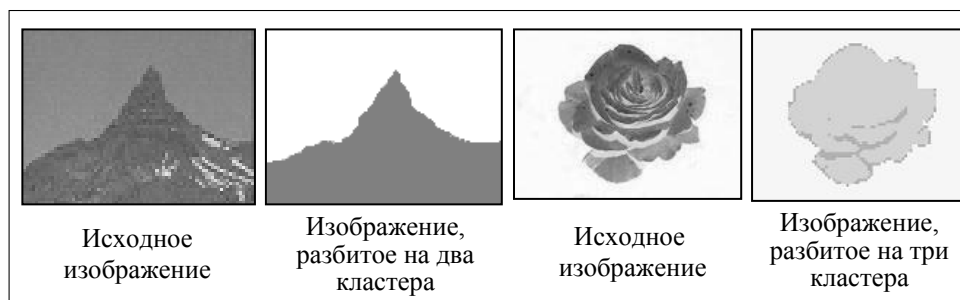 Исходное
изображение
Изображение,
разбитое на два
кластера
Исходное
изображение
Изображение,
разбитое на три
кластера